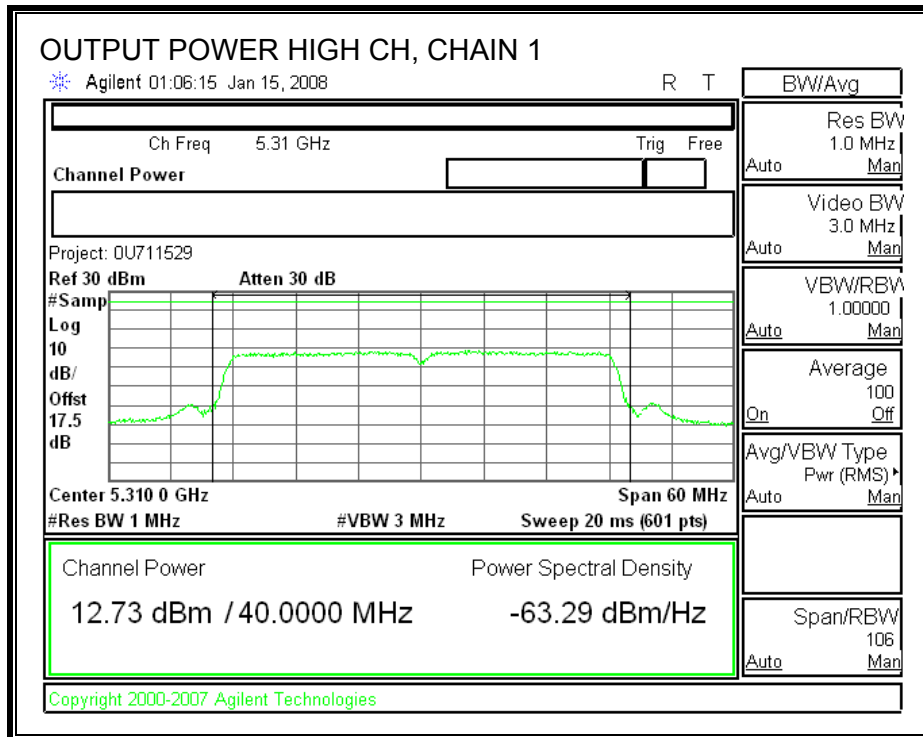 OUTPUT POWER HIGH CH, CHAIN 1
Agilent 01:06:15 Jan 15, 2008 R T
BW/Avg
Ch Freq 5.31 GHz Trig Free
Channel Power
Res BW
1.0 MHz
Auto Man
Video BW
3.0 MHz
Auto Man
VBW/RBW
1.00000
Auto Man
Average
100
On Off
Avg/VBW Type
Pwr (RMS)
Auto Man
Span/RBW
106
Auto Man
Project: 0U711529
Ref 30 dBm Atten 30 dB
#Samp
Log
10
dB/
Offst
17.5
dB
Center 5.310 0 GHz Span 60 MHz
#Res BW 1 MHz #VBW 3 MHz Sweep 20 ms (601 pts)
Channel Power Power Spectral Density
12.73 dBm / 40.0000 MHz -63.29 dBm/Hz
Copyright 2000-2007 Agilent Technologies